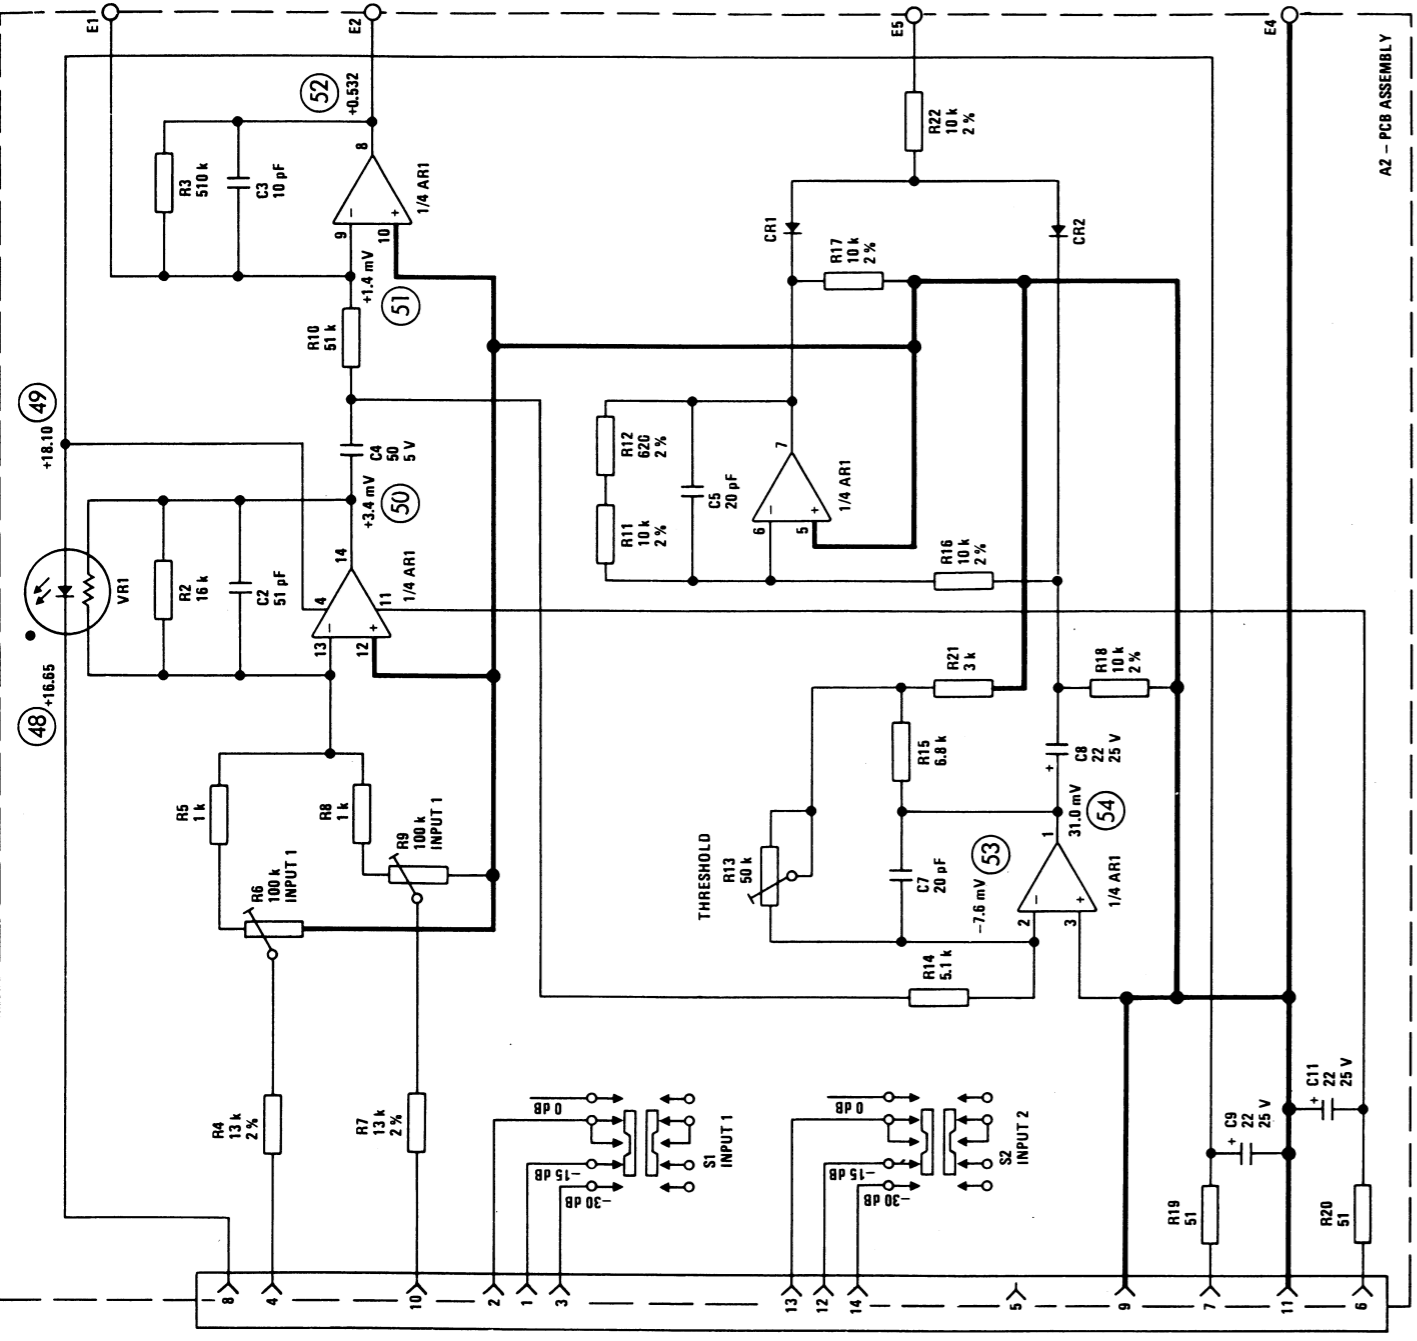 E1
E2
E5
E4
A2 – PCB ASSEMBLY
52
+0.532
8
R3
510 k
C3
10 pF
1/4 AR1
–
+
9
10
+1.4 mV
51
R10
51 k
R22
10 k
2 %
CR1
CR2
R17
10 k
2 %
49
+18.10
C4
50
5 V
+3.4 mV
50
14
1/4 AR1
4
11
–
+
13
12
VR1
R2
16 k
C2
51 pF
48
+16.65
R12
620
2 %
R11
10 k
2 %
C5
20 pF
7
1/4 AR1
–
+
6
5
R16
10 k
2 %
R21
3 k
R18
10 k
2 %
R15
6.8 k
+
C8
22
25 V
R5
1 k
R8
1 k
R9
100 k
INPUT 1
R6
100 k
INPUT 1
THRESHOLD
R13
50 k
C7
20 pF
–7.6 mV
53
1
31.0 mV
54
1/4 AR1
–
+
2
3
R14
5.1 k
R4
13 k
2 %
R7
13 k
2 %
0 dB
–15 dB
–30 dB
S1
INPUT 1
0 dB
–15 dB
–30 dB
S2
INPUT 2
R19
51
+
C9
22
25 V
+
C11
22
25 V
R20
51
8
4
10
2
1
3
13
12
14
5
9
7
11
6